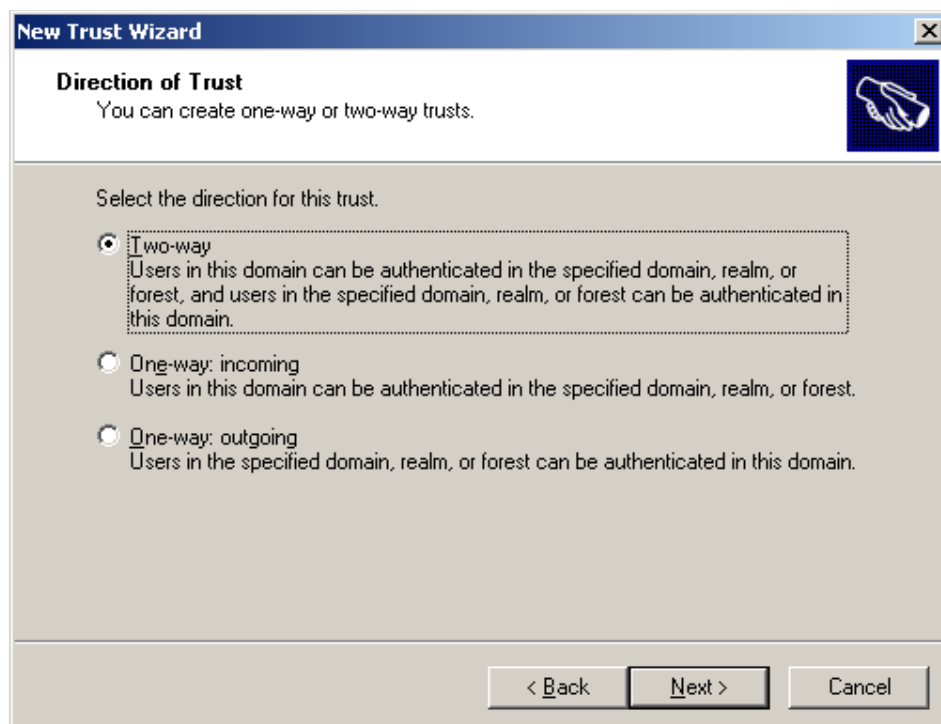 New Trust Wizard
Direction of Trust
You can create one-way or two-way trusts.
Select the direction for this trust.
Two-way
Users in this domain can be authenticated in the specified domain, realm, or
forest, and users in the specified domain, realm, or forest can be authenticated in
this domain.
One-way: incoming
Users in this domain can be authenticated in the specified domain, realm, or forest.
One-way: outgoing
Users in the specified domain, realm, or forest can be authenticated in this domain.
< Back Next > Cancel